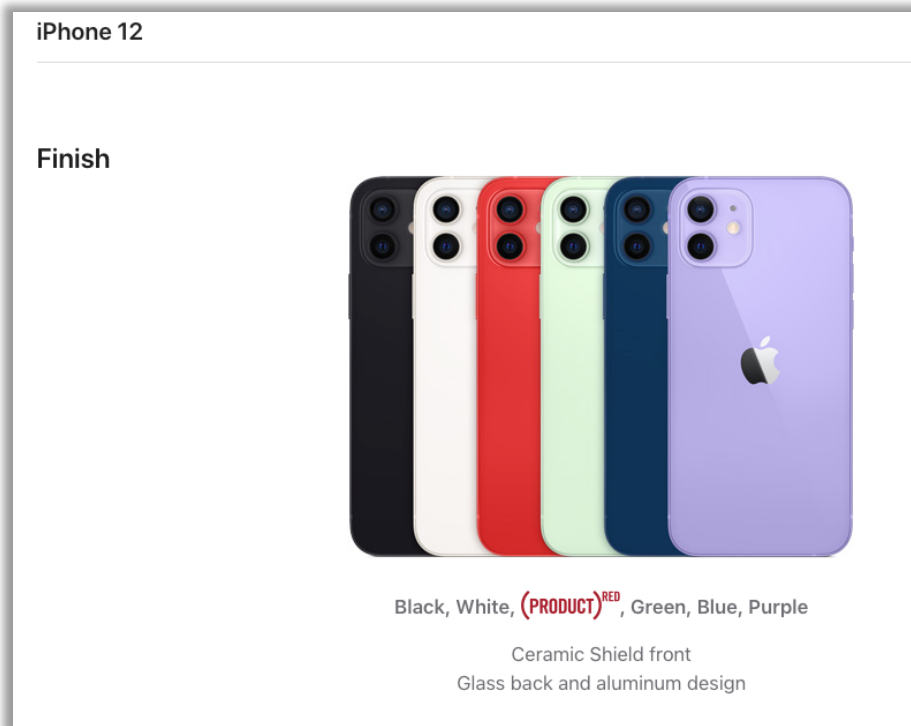 iPhone 12
Finish
Black, White, (PRODUCT)RED, Green, Blue, Purple
Ceramic Shield front
Glass back and aluminum design